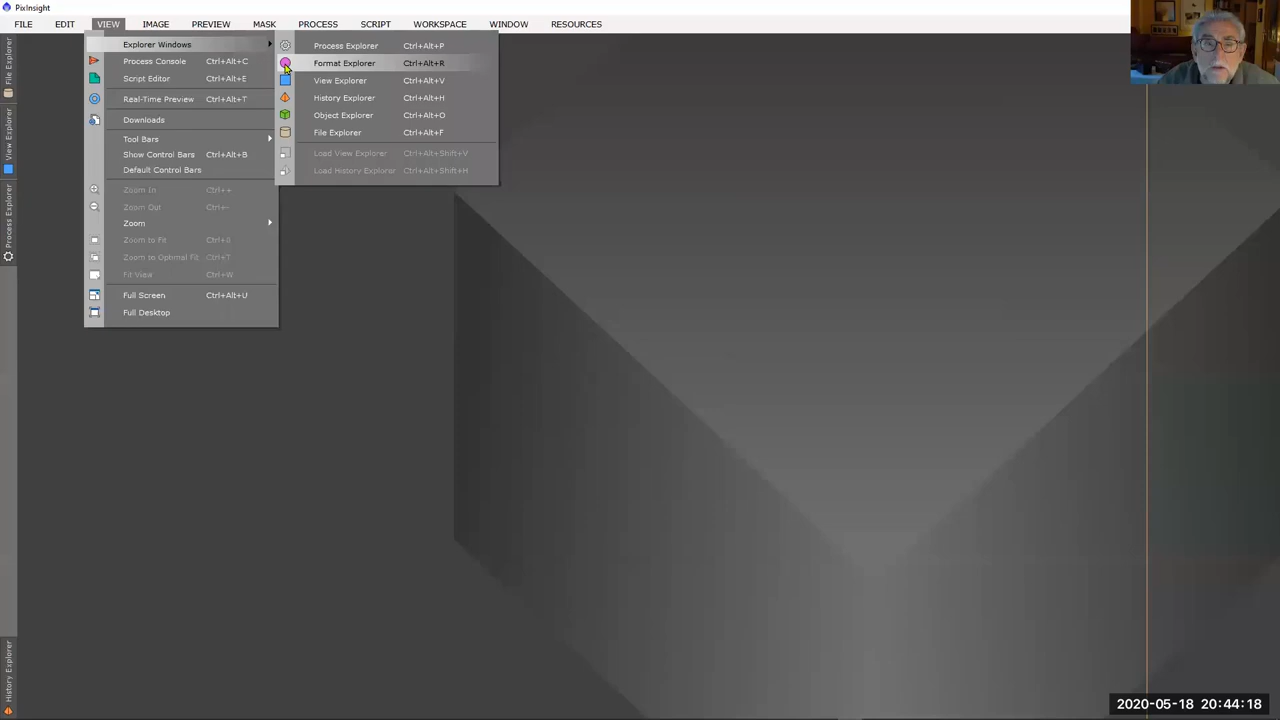 PixInsight
FILE EDIT VIEW IMAGE PREVIEW MASK PROCESS SCRIPT WORKSPACE WINDOW RESOURCES
Explorer Windows
Process Console Ctrl+Alt+C
Script Editor Ctrl+Alt+E
Real-Time Preview Ctrl+Alt+T
Downloads
Tool Bars
Show Control Bars Ctrl+Alt+B
Default Control Bars
Zoom In Ctrl++
Zoom Out Ctrl+-
Zoom
Zoom to Fit
Zoom to Optimal Fit Ctrl+T
Fit View Ctrl+W
Full Screen Ctrl+Alt+U
Full Desktop
Process Explorer Ctrl+Alt+P
Format Explorer Ctrl+Alt+R
View Explorer Ctrl+Alt+V
History Explorer Ctrl+Alt+H
Object Explorer Ctrl+Alt+O
File Explorer Ctrl+Alt+F
Load View Explorer Ctrl+Alt+Shift+V
Load History Explorer Ctrl+Alt+Shift+H
File Explorer
View Explorer
Process Explorer
History Explorer
2020-05-18 20:44:18